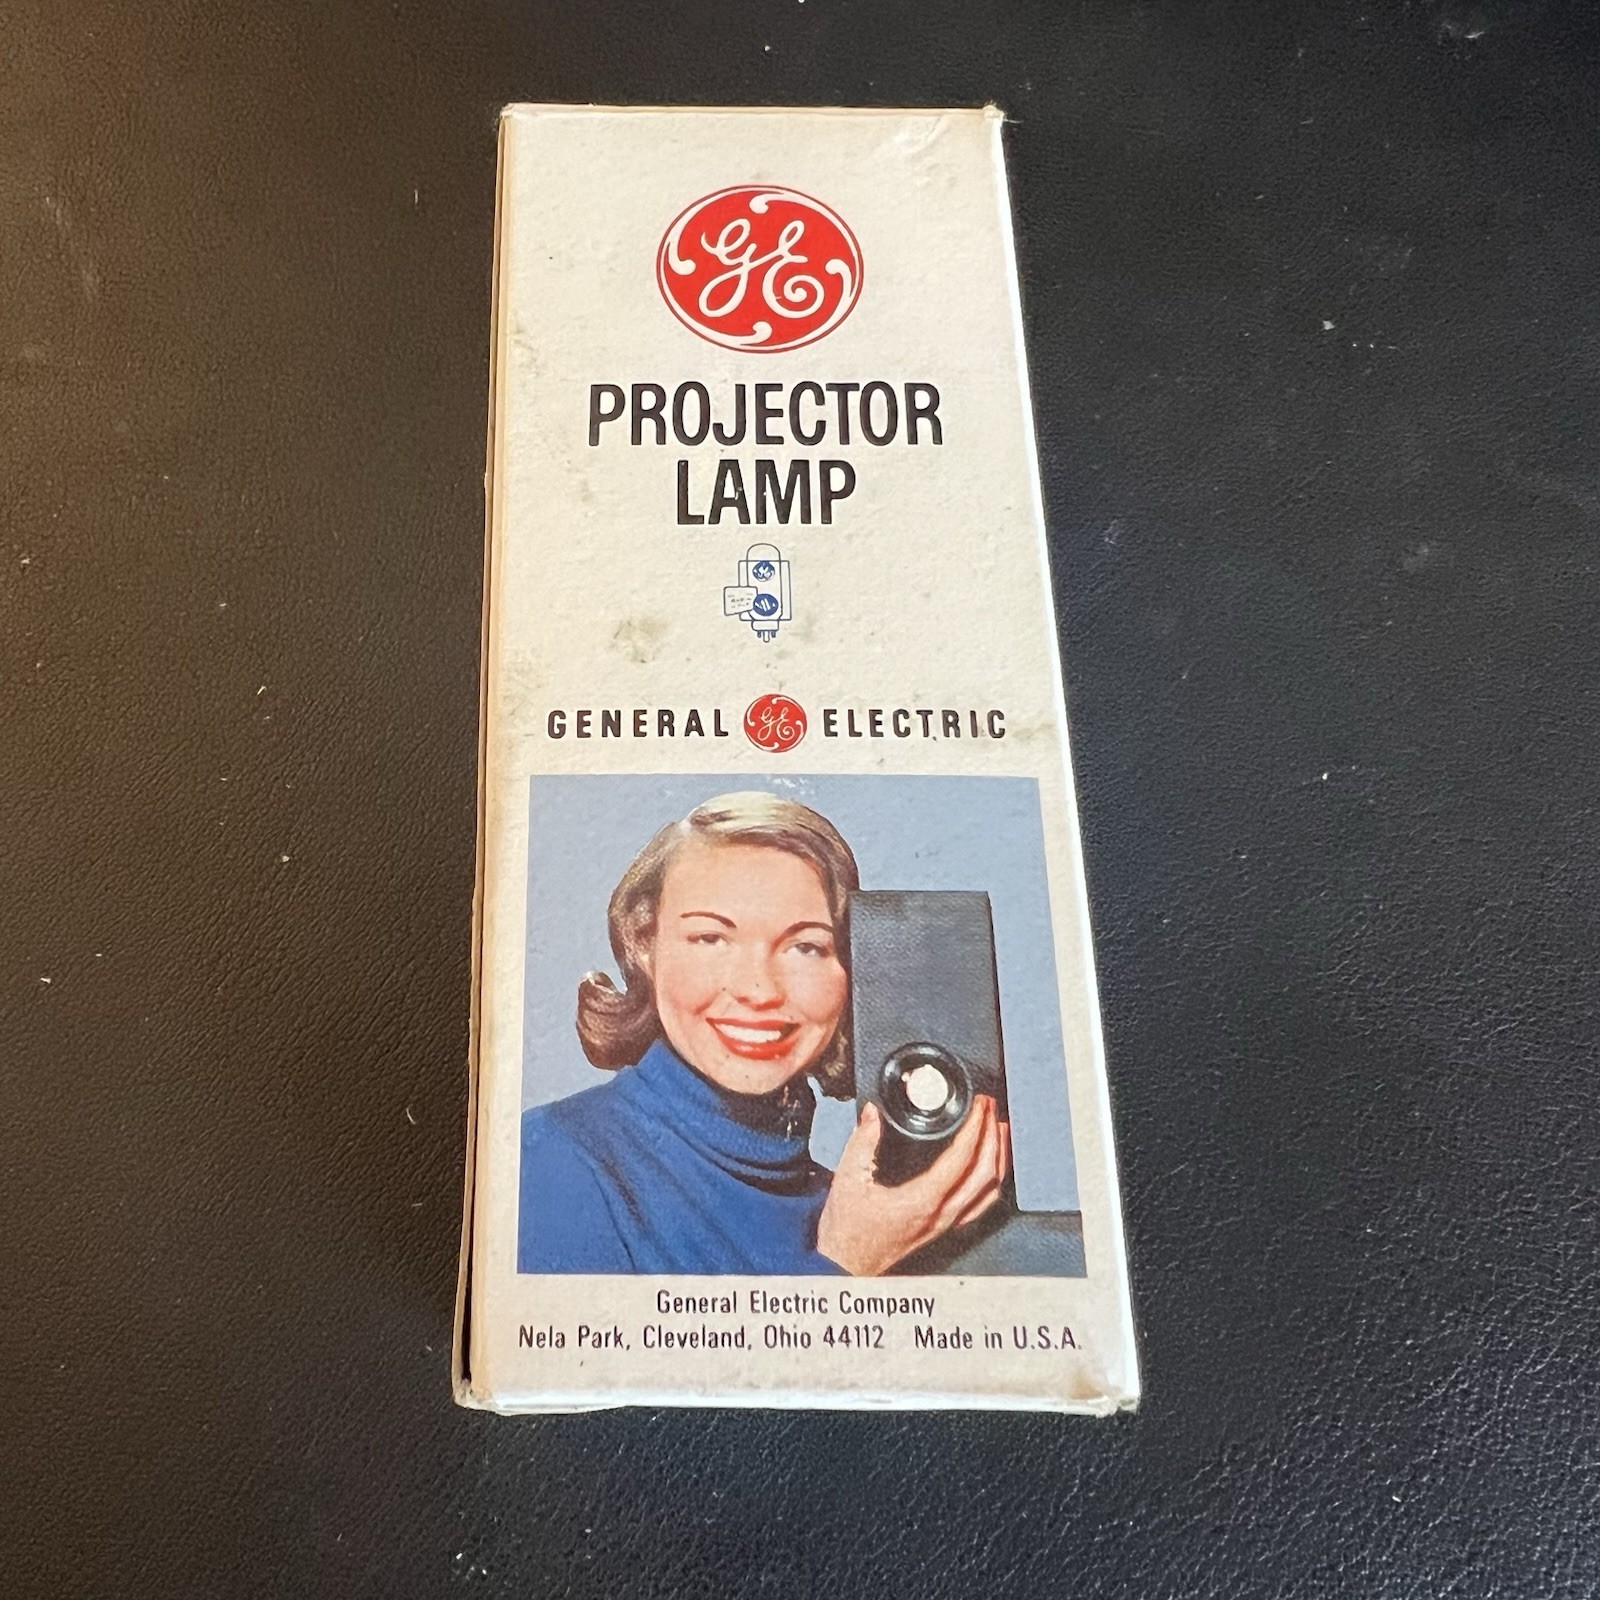 GE
PROJECTOR
LAMP
GENERAL GE ELECTRIC
General Electric Company
Nela Park, Cleveland, Ohio 44112 Made in U.S.A.